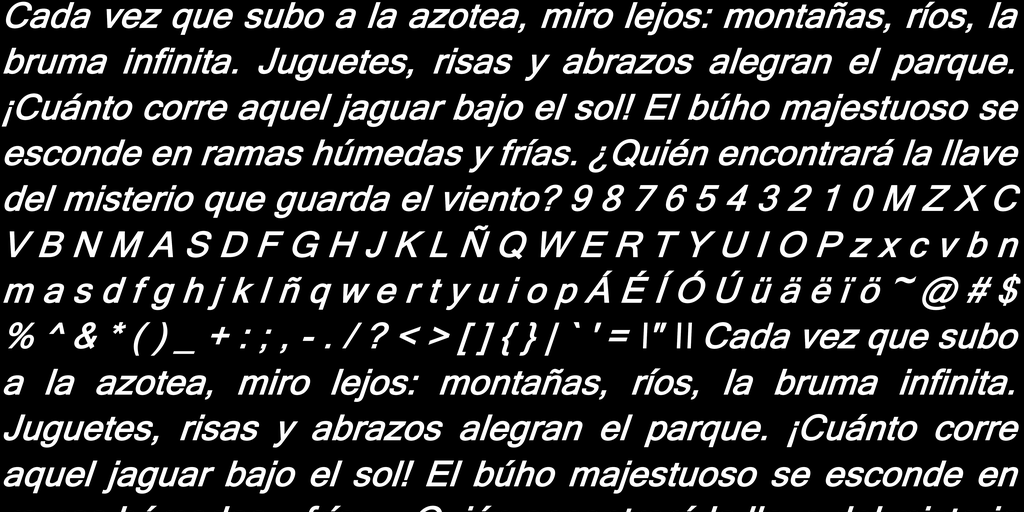 Cada vez que subo a la azotea, miro lejos: montañas, ríos, la
bruma infinita. Juguetes, risas y abrazos alegran el parque.
¡Cuánto corre aquel jaguar bajo el sol! El búho majestuoso se
esconde en ramas húmedas y frías. ¿Quién encontrará la llave
del misterio que guarda el viento? 9 8 7 6 5 4 3 2 1 0 M Z X C
V B N M A S D F G H J K L Ñ Q W E R T Y U I O P z x c v b n
m a s d f g h j k l ñ q w e r t y u i o p Á É Í Ó Ú ü ä ë ï ö ~ @ # $
% ^ & * ( ) _ + : ; , - . / ? < > [ ] { } | ` ' = \" \\ Cada vez que subo
a la azotea, miro lejos: montañas, ríos, la bruma infinita.
Juguetes, risas y abrazos alegran el parque. ¡Cuánto corre
aquel jaguar bajo el sol! El búho majestuoso se esconde en